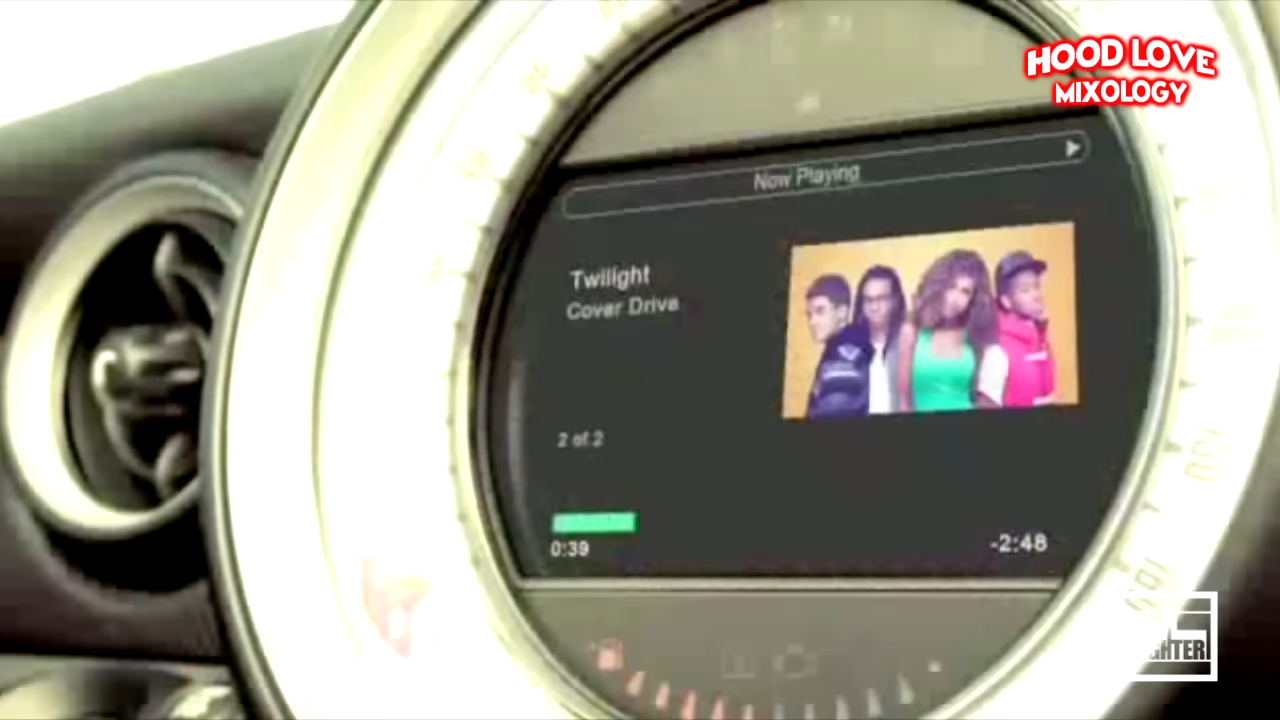 HOOD LOVE
MIXOLOGY
Now Playing
Twilight
Cover Drive
2 of 2
0:39
-2:48